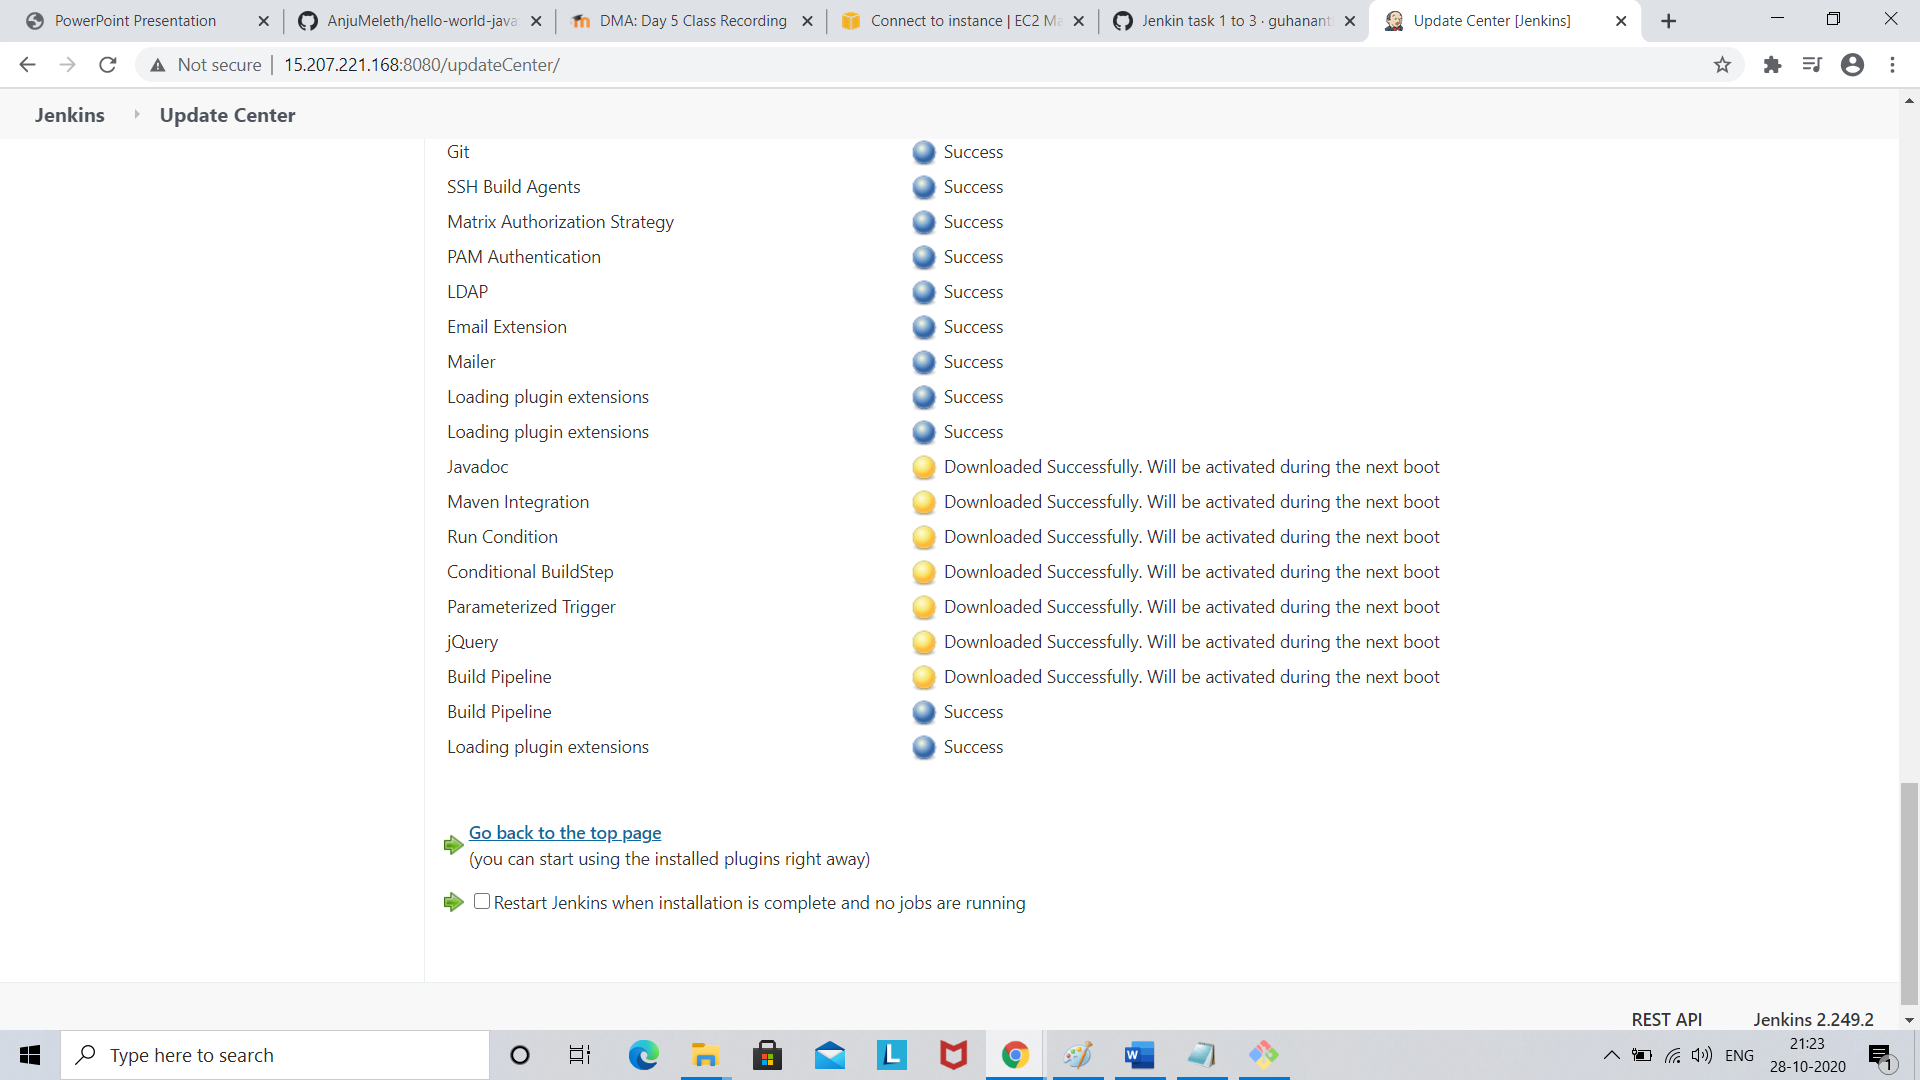 PowerPoint Presentation
AnjuMeleth/hello-world-java
DMA: Day 5 Class Recording
Connect to instance | EC2 Ma
Jenkin task 1 to 3 · guhanant
Update Center [Jenkins]
Not secure | 15.207.221.168:8080/updateCenter/
Jenkins Update Center
Git Success
SSH Build Agents Success
Matrix Authorization Strategy Success
PAM Authentication Success
LDAP Success
Email Extension Success
Mailer Success
Loading plugin extensions Success
Loading plugin extensions Success
Javadoc Downloaded Successfully. Will be activated during the next boot
Maven Integration Downloaded Successfully. Will be activated during the next boot
Run Condition Downloaded Successfully. Will be activated during the next boot
Conditional BuildStep Downloaded Successfully. Will be activated during the next boot
Parameterized Trigger Downloaded Successfully. Will be activated during the next boot
jQuery Downloaded Successfully. Will be activated during the next boot
Build Pipeline Downloaded Successfully. Will be activated during the next boot
Build Pipeline Success
Loading plugin extensions Success
Go back to the top page
(you can start using the installed plugins right away)
Restart Jenkins when installation is complete and no jobs are running
REST API Jenkins 2.249.2
Type here to search
L
W
ENG
21:23
28-10-2020
1